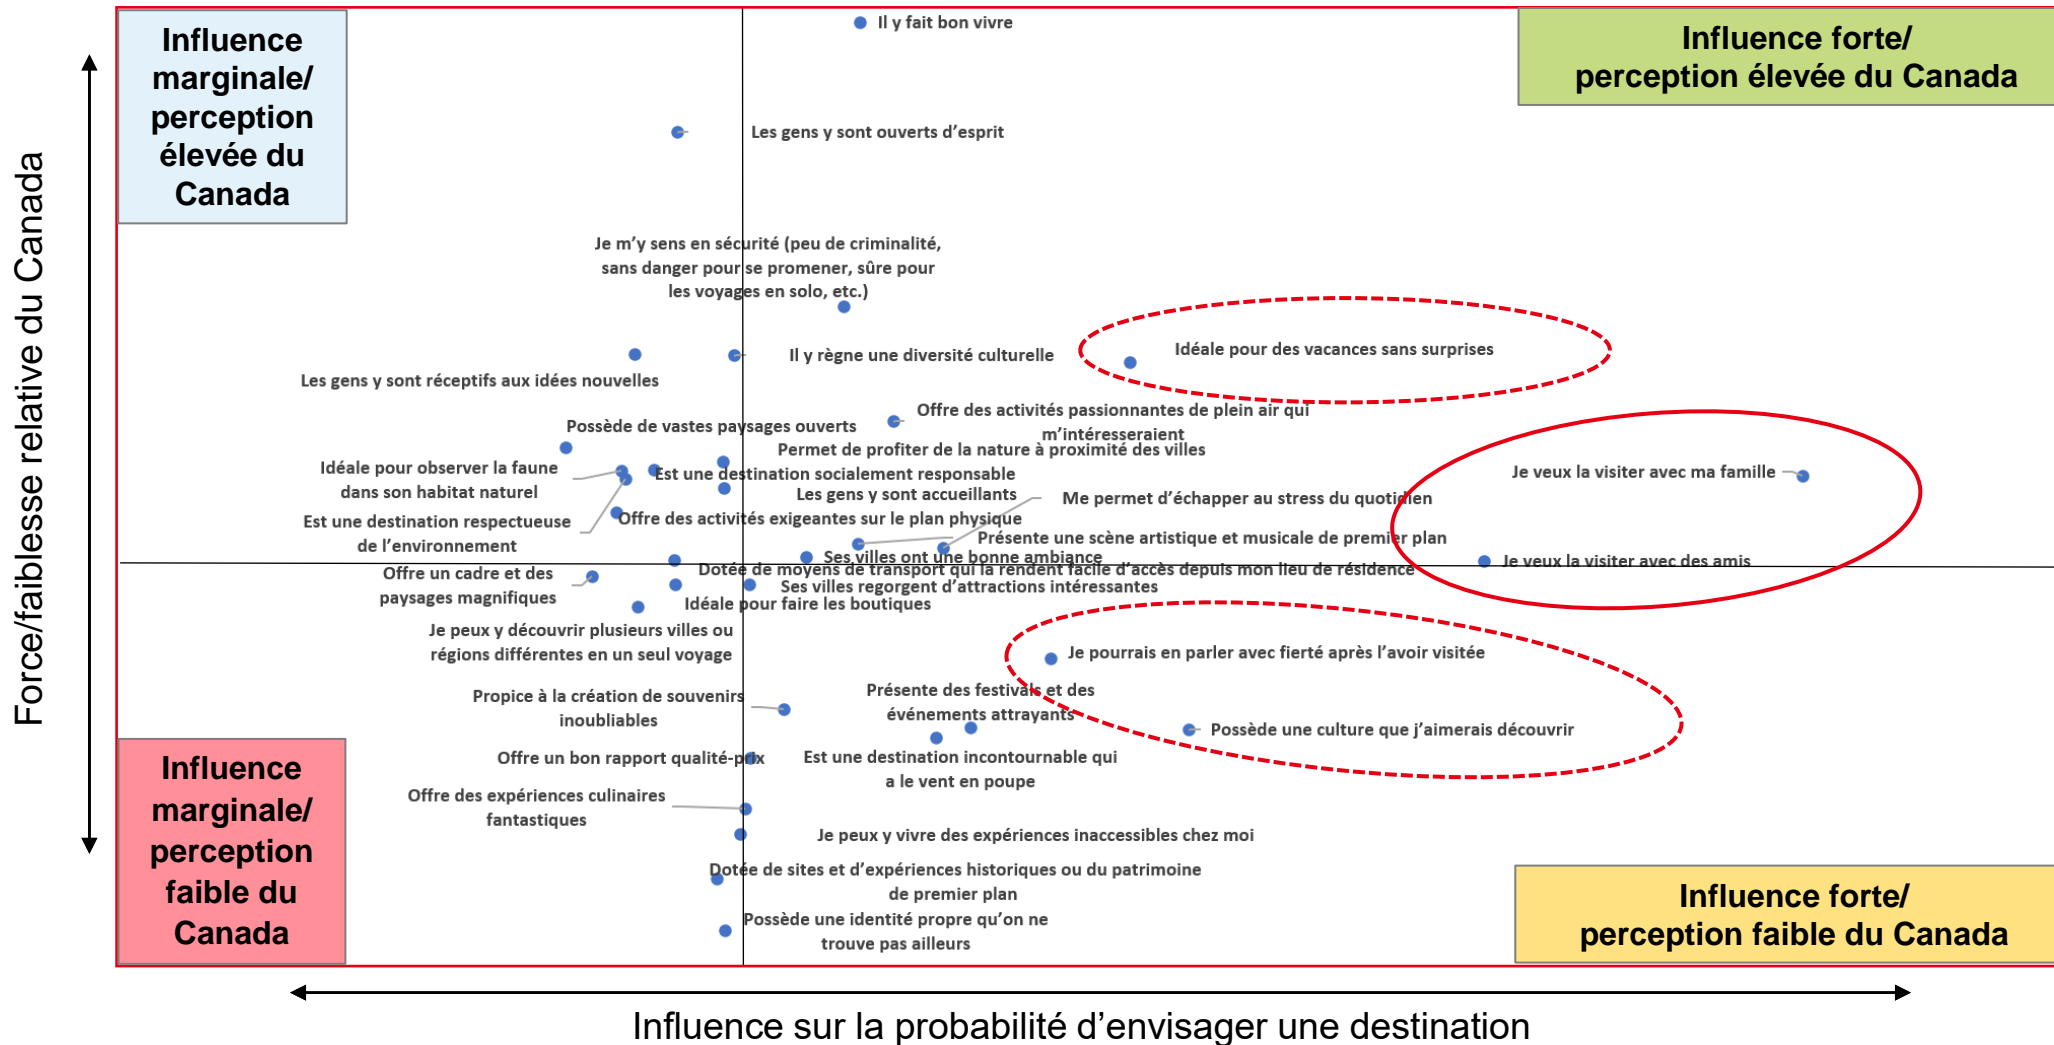 Influence
marginale/
perception
élevée du
Canada
Influence forte/
perception élevée du Canada
Force/faiblesse relative du Canada
Il y fait bon vivre
Les gens y sont ouverts d’esprit
Je m’y sens en sécurité (peu de criminalité,
sans danger pour se promener, sûre pour
les voyages en solo, etc.)
Il y règne une diversité culturelle
Idéale pour des vacances sans surprises
Les gens y sont réceptifs aux idées nouvelles
Offre des activités passionnantes de plein air qui
m’intéresseraient
Possède de vastes paysages ouverts
Permet de profiter de la nature à proximité des villes
Idéale pour observer la faune
dans son habitat naturel
Est une destination socialement responsable
Je veux la visiter avec ma famille
Les gens y sont accueillants
Me permet d’échapper au stress du quotidien
Est une destination respectueuse
de l’environnement
Offre des activités exigeantes sur le plan physique
Présente une scène artistique et musicale de premier plan
Ses villes ont une bonne ambiance
Je veux la visiter avec des amis
Dotée de moyens de transport qui la rendent facile d’accès depuis mon lieu de résidence
Offre un cadre et des
paysages magnifiques
Ses villes regorgent d’attractions intéressantes
Idéale pour faire les boutiques
Je peux y découvrir plusieurs villes ou
régions différentes en un seul voyage
Je pourrais en parler avec fierté après l’avoir visitée
Propice à la création de souvenirs
inoubliables
Présente des festivals et des
événements attrayants
Possède une culture que j’aimerais découvrir
Offre un bon rapport qualité-prix
Est une destination incontournable qui
a le vent en poupe
Offre des expériences culinaires
fantastiques
Je peux y vivre des expériences inaccessibles chez moi
Dotée de sites et d’expériences historiques ou du patrimoine
de premier plan
Possède une identité propre qu’on ne
trouve pas ailleurs
Influence
marginale/
perception
faible du
Canada
Influence forte/
perception faible du Canada
Influence sur la probabilité d’envisager une destination